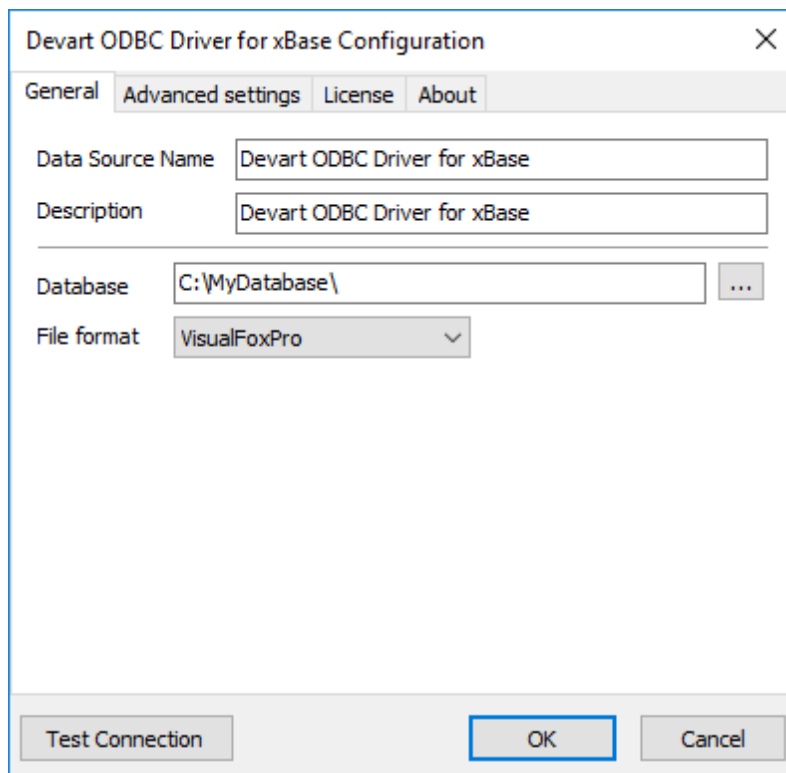 Devart ODBC Driver for xBase Configuration
General Advanced settings License About
Data Source Name Devart ODBC Driver for xBase
Description Devart ODBC Driver for xBase
Database C:\MyDatabase\ ...
File format VisualFoxPro
Test Connection OK Cancel